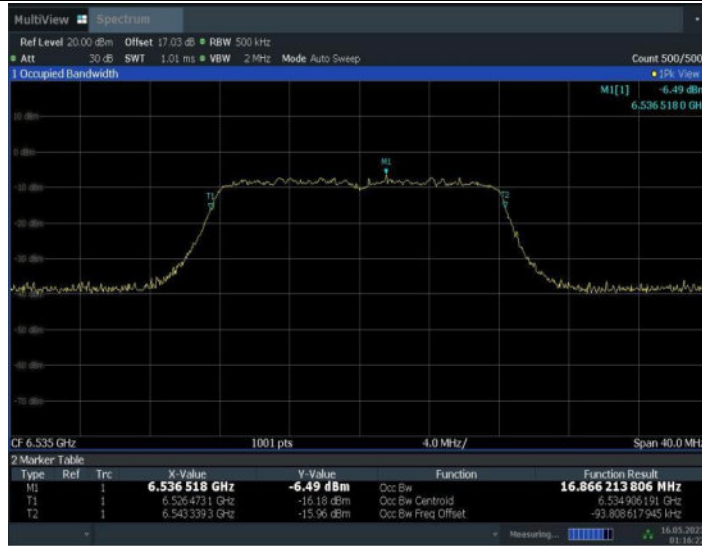 MultiView Spectrum
Ref Level 20.00 dBm Offset 17.03 dB RBW 500 kHz
Att 30 dB SWT 1.01 ms VBW 2 MHz Mode Auto Sweep Count 500/500
1 Occupied Bandwidth 1Pk View
M1[1] -6.49 dBm
6.536 518 0 GH
10 dBm
0 dBm
M1
-10 dBm
T1 T2
-20 dBm
-30 dBm
-50 dBm
-60 dBm
-70 dBm
CF 6.535 GHz 1001 pts 4.0 MHz/ Span 40.0 MHz
2 Marker Table
Type Ref Trc X-Value Y-Value Function Function Result
M1 1 6.536 518 GHz -6.49 dBm Occ Bw 16.866 213 806 MHz
T1 1 6.526 473 1 GHz -16.18 dBm Occ Bw Centroid 6.534 906 191 GHz
T2 1 6.543 339 3 GHz -15.96 dBm Occ Bw Freq Offset -93.808 617 945 kHz
Measuring... 16.05.202
01:16:2